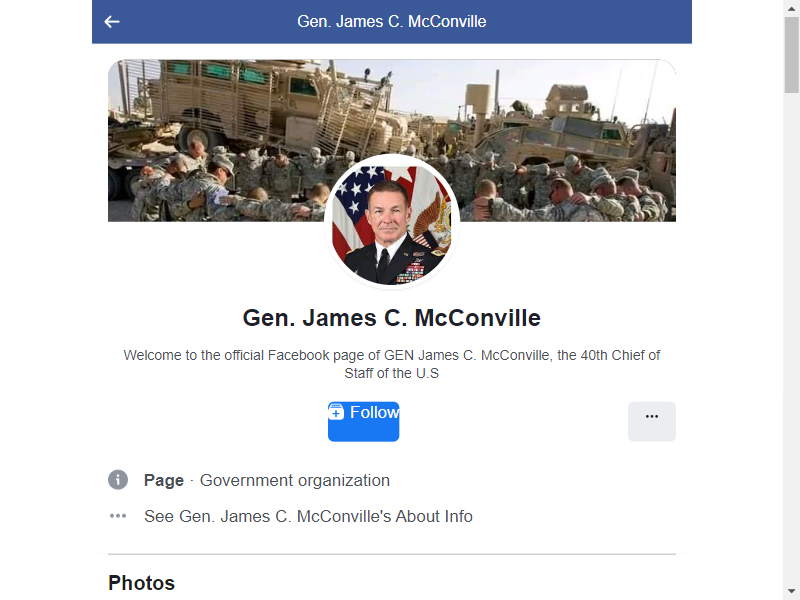 Gen. James C. McConville
Gen. James C. McConville
Welcome to the official Facebook page of GEN James C. McConville, the 40th Chief of
Staff of the U.S
Follow
Page · Government organization
See Gen. James C. McConville's About Info
Photos